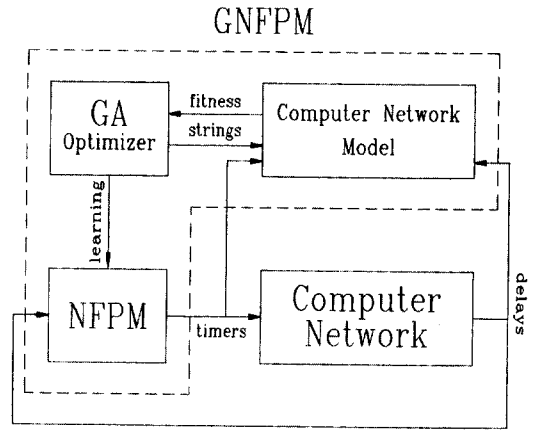 GNFPM
GA
Optimizer
fitness
strings
Computer Network
Model
learning
NFPM
timers
Computer
Network
delays